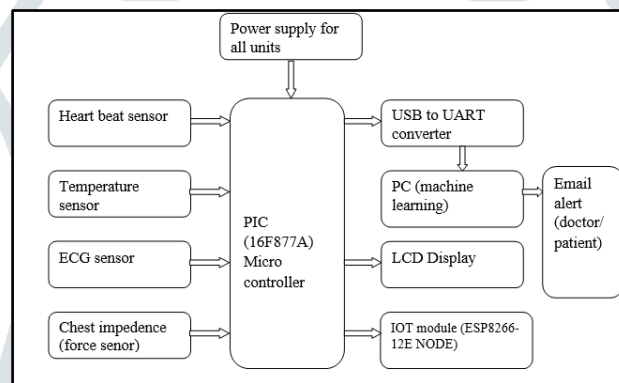 Power supply for
all units
Heart beat sensor
Temperature
sensor
ECG sensor
Chest impedence
(force senor)
PIC
(16F877A)
Micro
controller
USB to UART
converter
PC (machine
learning)
LCD Display
IOT module (ESP8266-
12E NODE)
Email
alert
(doctor/
patient)